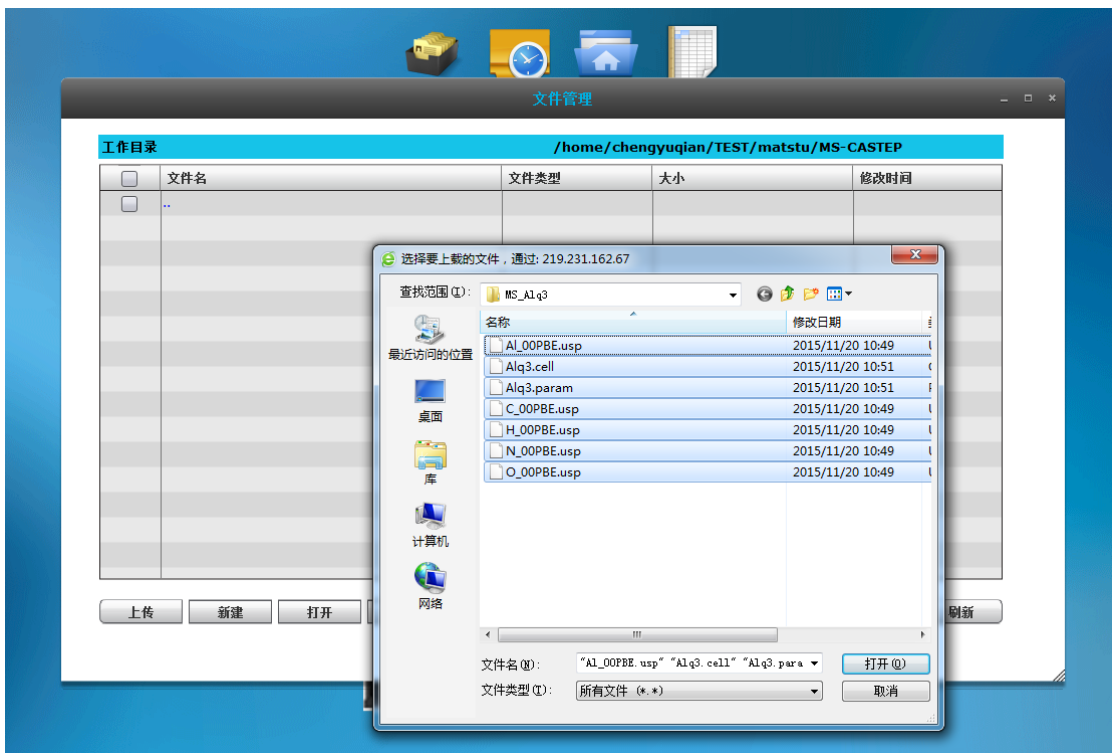 文件管理
工作目录 /home/chengyuqian/TEST/matstu/MS-CASTEP
文件名 文件类型 大小 修改时间
..
选择要上载的文件，通过: 219.231.162.67
查找范围(I): MS_Alq3
名称 修改日期
Al_00PBE.usp 2015/11/20 10:49
最近访问的位置
Alq3.cell 2015/11/20 10:51
Alq3.param 2015/11/20 10:51
C_00PBE.usp 2015/11/20 10:49
桌面
H_00PBE.usp 2015/11/20 10:49
N_00PBE.usp 2015/11/20 10:49
O_00PBE.usp 2015/11/20 10:49
库
计算机
网络
上传 新建 打开 刷新
文件名(N): "Al_00PBE.usp" "Alq3.cell" "Alq3.para 打开(O)
文件类型(T): 所有文件 (*.*) 取消